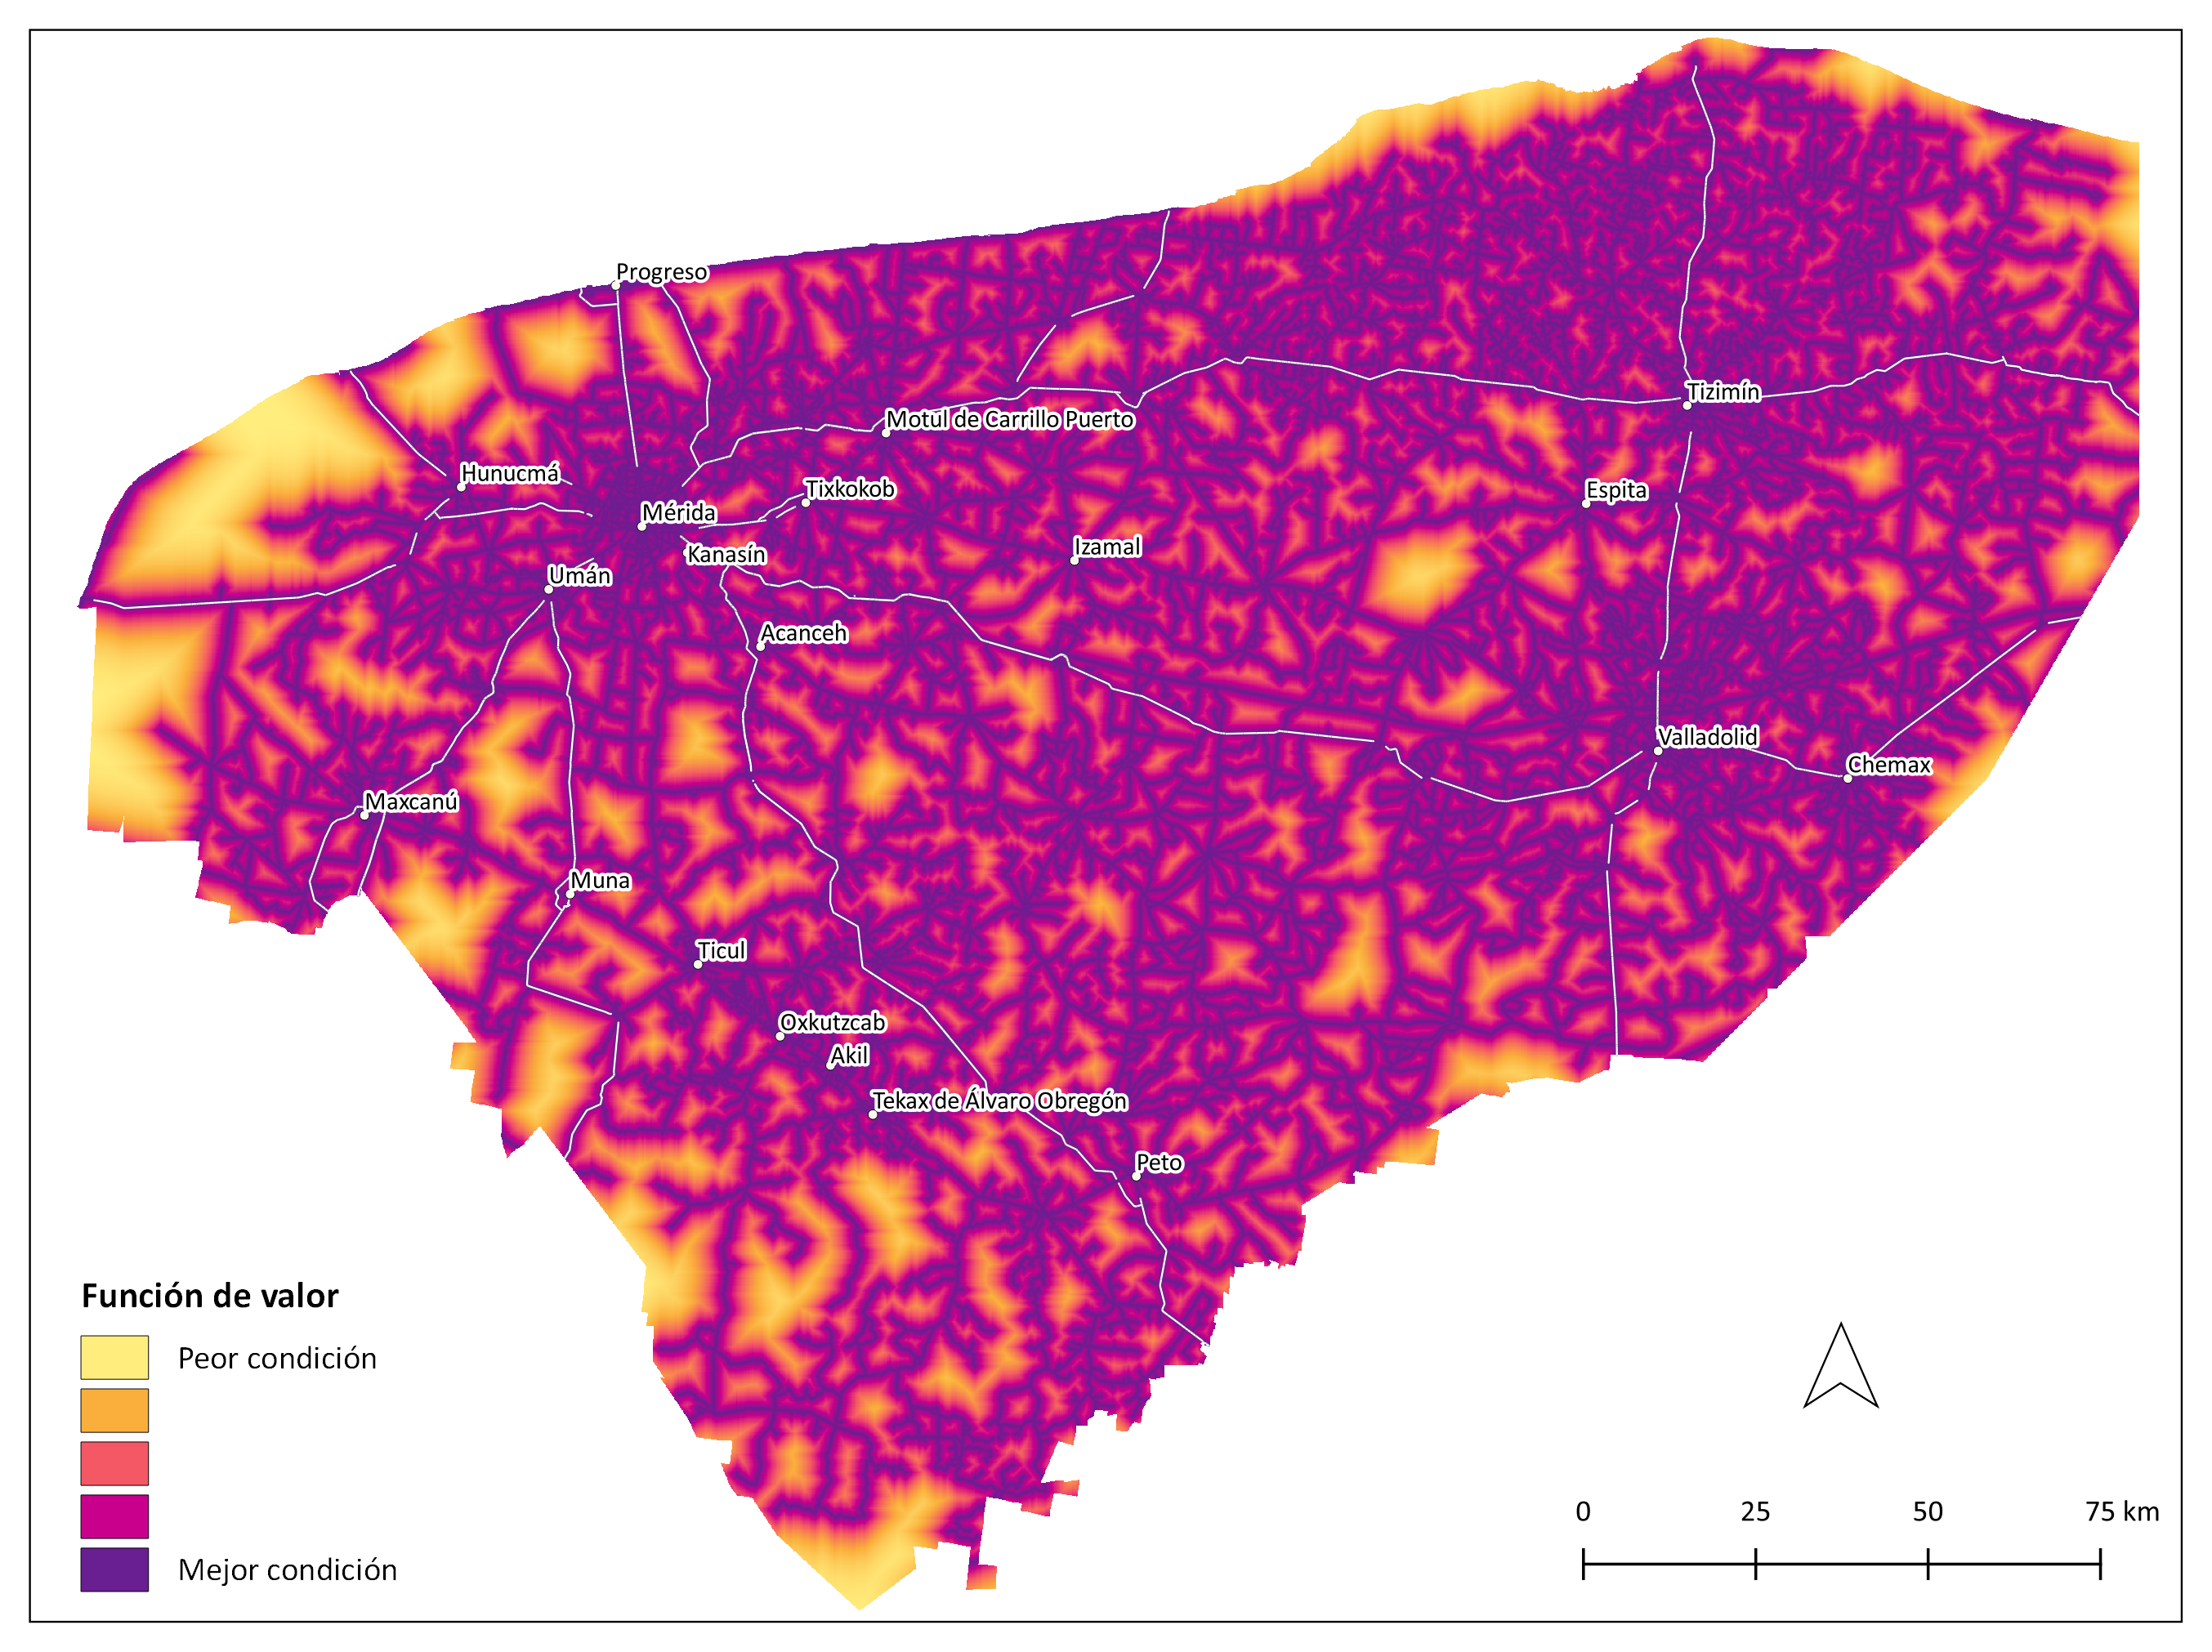 Progreso
Tizimín
Motul de Carrillo Puerto
Hunucmá
Tixkokob
Espita
Mérida
Izamal
Kanasín
Umán
Acanceh
Valladolid
Chemax
Maxcanú
Muna
Ticul
Oxkutzcab
Akil
Tekax de Álvaro Obregón
Peto
Función de valor
Peor condición
Mejor condición
0 25 50 75 km